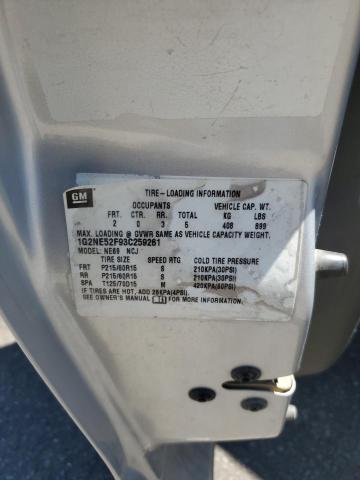 GM
TIRE-LOADING INFORMATION
OCCUPANTS VEHICLE CAP. WT.
FRT. CTR. RR. TOTAL KG LBS
2 0 3 5 408 899
MAX. LOADING @ GVWR SAME AS VEHICLE CAPACITY WEIGHT.
1G2NE52F93C259261
MODEL: NE69 NCJ
TIRE SIZE SPEED RTG COLD TIRE PRESSURE
FRT P215/60R15 S 210KPA(30PSI)
RR P215/60R15 S 210KPA(30PSI)
SPA T125/70D15 M 420KPA(60PSI)
IF TIRES ARE HOT, ADD 28KPA(4PSI).
SEE OWNER'S MANUAL FOR MORE INFORMATION.